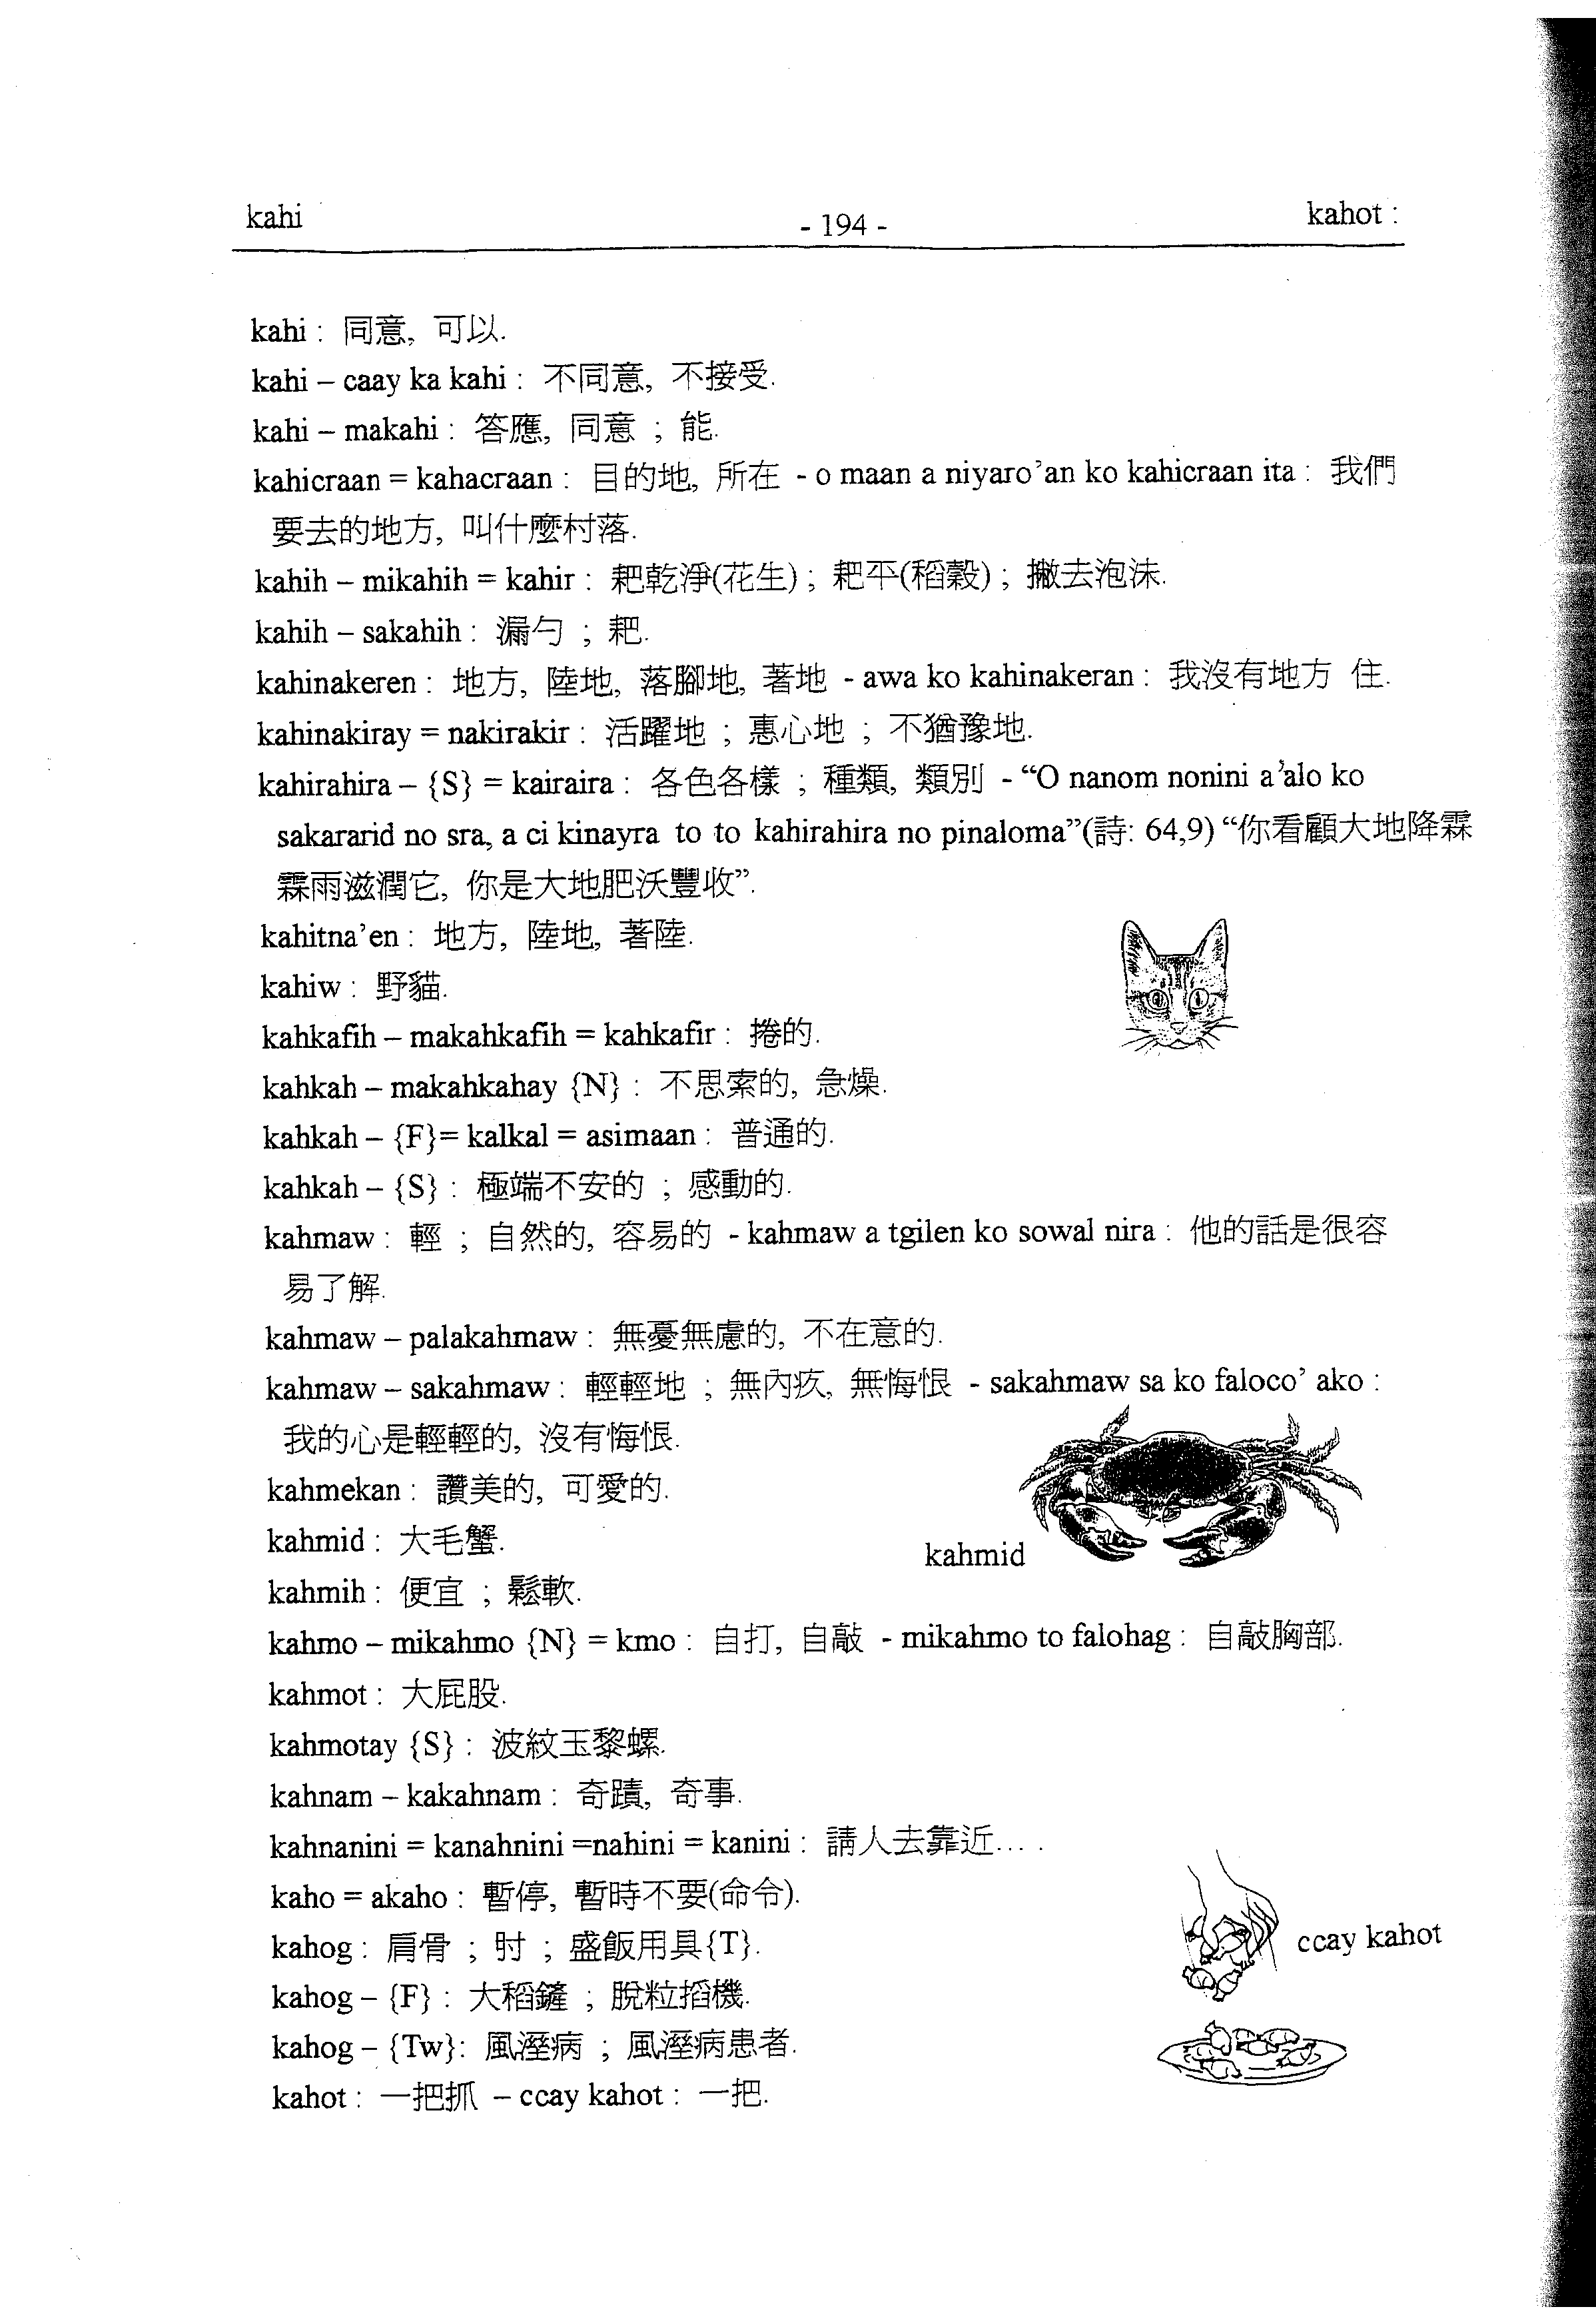 kahi
- 194 -
kahot :
kahi : 同意, 可以.
kahi – caay ka kahi : 不同意, 不接受.
kahi – makahi : 答應, 同意 ; 能.
kahicraan = kahacraan : 目的地, 所在 - o maan a niyaro'an ko kahicraan ita : 我們
要去的地方, 叫什麼村落.
kahih – mikahih = kahir : 耙乾淨(花生) ; 耙平(稻穀) ; 撇去泡沫.
kahih – sakahih : 漏勺 ; 耙.
kahinakeren : 地方, 陸地, 落腳地, 著地 - awa ko kahinakeran : 我沒有地方 住.
kahinakiray = nakirakir : 活躍地 ; 惠心地 ; 不猶豫地.
kahirahira – {S} = kairaira : 各色各樣 ; 種類, 類別 - “O nanom nonini a'alo ko
sakararid no sra, a ci kinayra to to kahirahira no pinaloma”(詩: 64,9) “你看顧大地降霖
霖雨滋潤它, 你是大地肥沃豐收”.
kahitna'en : 地方, 陸地, 著陸.
kahiw : 野貓.
kahkafih – makahkafih = kahkafir : 捲的.
kahkah – makahkahay {N} : 不思索的, 急燥.
kahkah – {F}= kalkal = asimaan : 普通的.
kahkah – {S} : 極端不安的 ; 感動的.
kahmaw : 輕 ; 自然的, 容易的 - kahmaw a tgilen ko sowal nira : 他的話是很容
易了解.
kahmaw – palakahmaw : 無憂無慮的, 不在意的.
kahmaw – sakahmaw : 輕輕地 ; 無內疚, 無悔恨 - sakahmaw sa ko faloco' ako :
我的心是輕輕的, 沒有悔恨.
kahmekan : 讚美的, 可愛的.
kahmid : 大毛蟹.
kahmid
kahmih : 便宜 ; 鬆軟.
kahmo – mikahmo {N} = kmo : 自打, 自敲 - mikahmo to falohag : 自敲胸部.
kahmot : 大屁股.
kahmotay {S} : 波紋玉黎螺.
kahnam – kakahnam : 奇蹟, 奇事.
kahnanini = kanahnini =nahini = kanini : 請人去靠近... .
kaho = akaho : 暫停, 暫時不要(命令).
kahog : 肩骨 ; 肘 ; 盛飯用具{T}.
ccay kahot
kahog – {F} : 大稻鏟 ; 脫粒搯機.
kahog – {Tw}: 風溼病 ; 風溼病患者.
kahot : 一把抓 – ccay kahot : 一把.